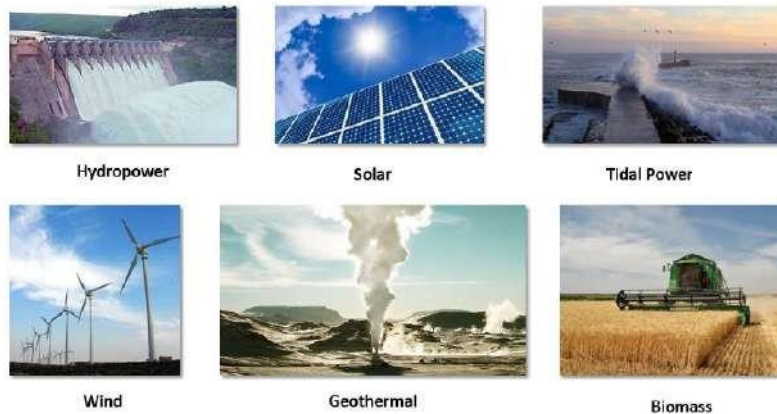 Hydropower
Solar
Tidal Power
Wind
Geothermal
Biomass